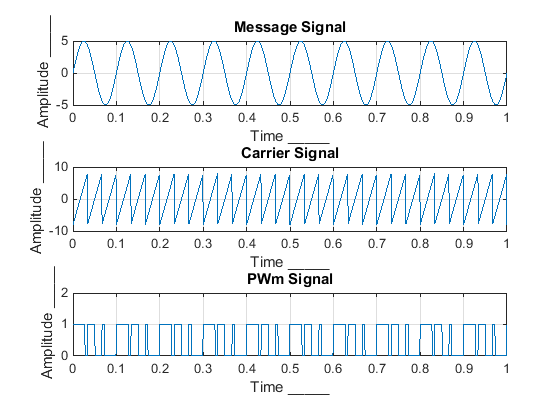 Message Signal
Amplitude _____
5
0
-5
0 0.1 0.2 0.3 0.4 0.5 0.6 0.7 0.8 0.9 1
Time _____
Carrier Signal
Amplitude _____
10
0
-10
0 0.1 0.2 0.3 0.4 0.5 0.6 0.7 0.8 0.9 1
Time _____
PWm Signal
Amplitude _____
2
1
0
0 0.1 0.2 0.3 0.4 0.5 0.6 0.7 0.8 0.9 1
Time _____